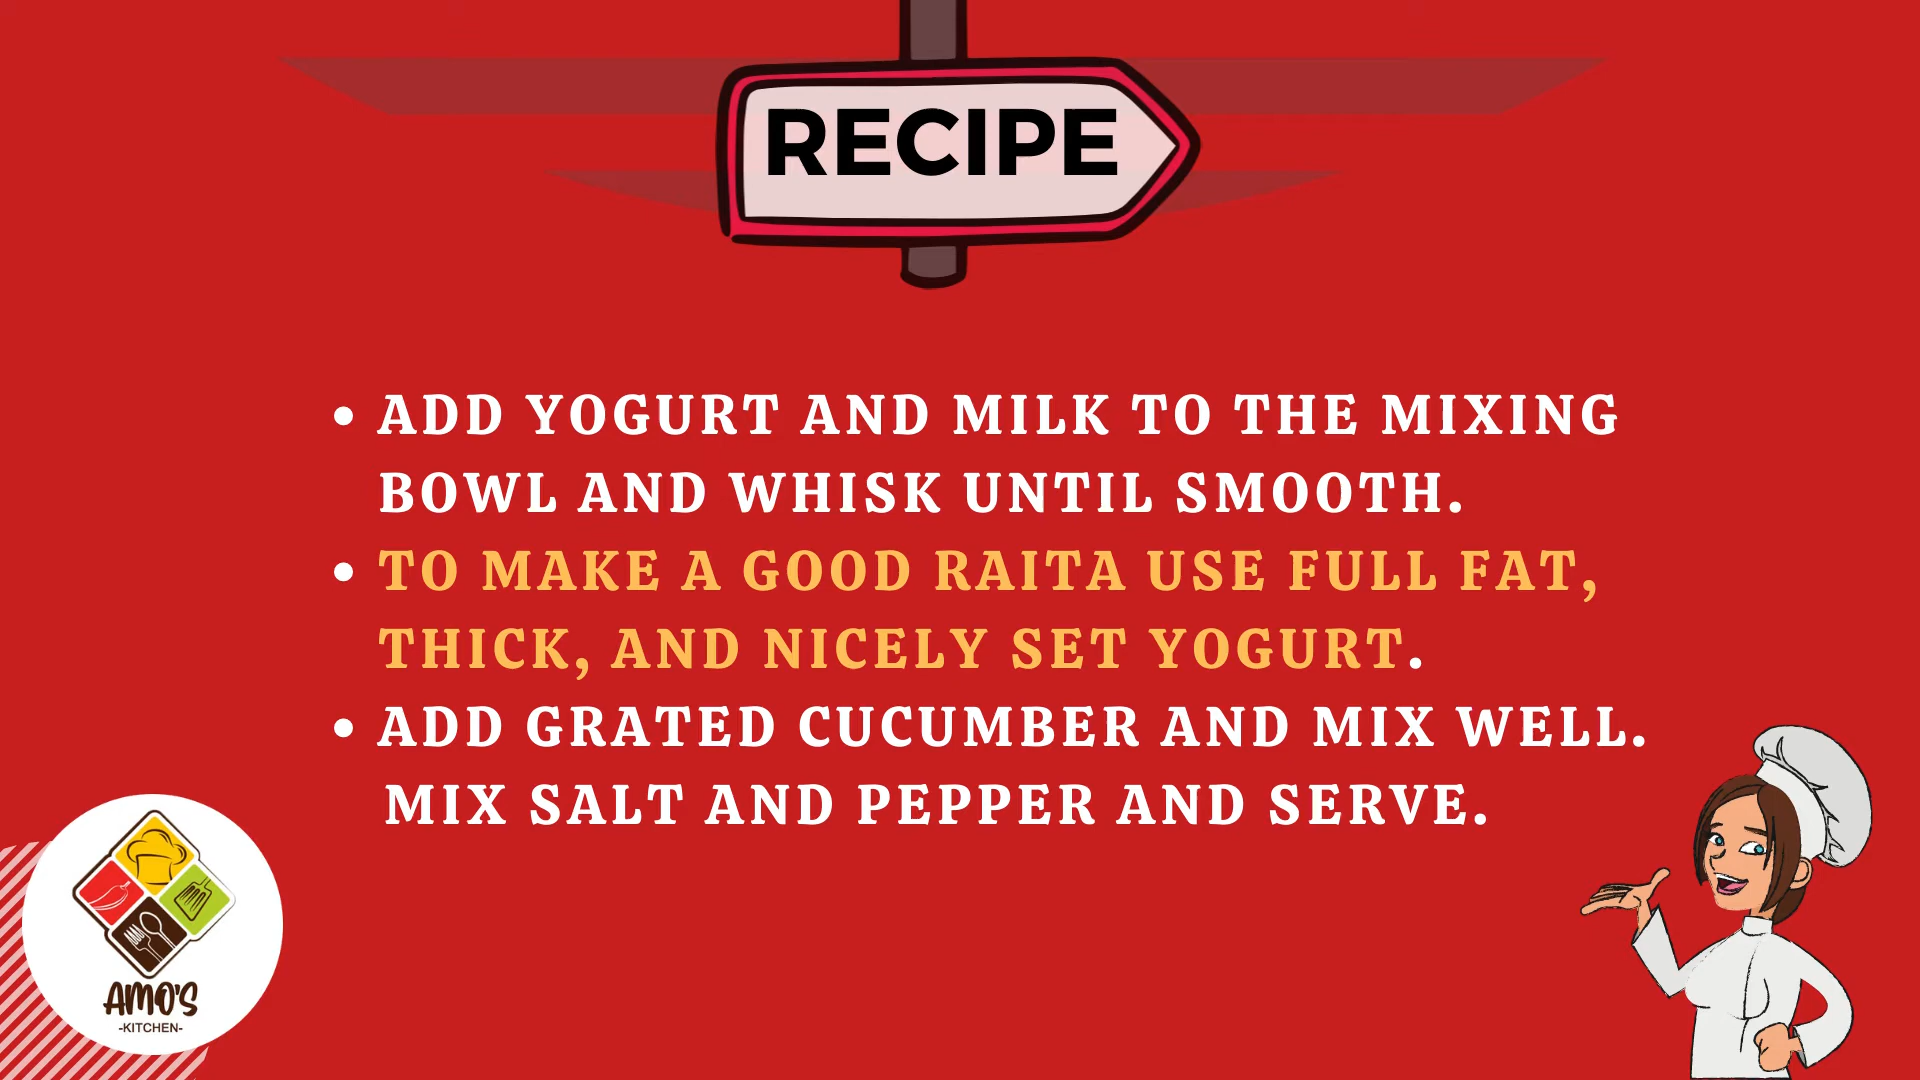 RECIPE
• ADD YOGURT AND MILK TO THE MIXING
BOWL AND WHISK UNTIL SMOOTH.
• TO MAKE A GOOD RAITA USE FULL FAT,
THICK, AND NICELY SET YOGURT.
• ADD GRATED CUCUMBER AND MIX WELL.
MIX SALT AND PEPPER AND SERVE.
AMO'S
-KITCHEN-